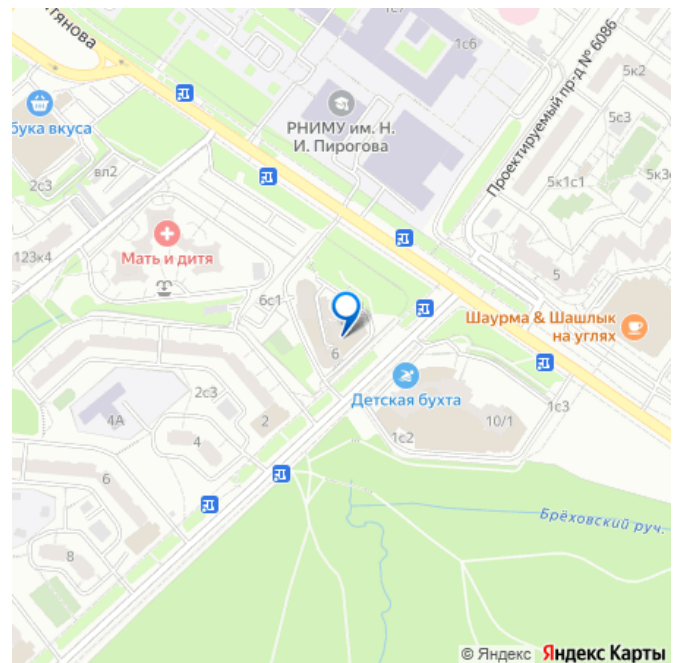 тянова
1с7
1с6
Проектируемый пр-д № 6086
5к2
бука вкуса
РНИМУ им. Н.
И. Пирогова
5с3
вл2
2с3
5к1с1
5к3
123к4
Мать и дитя
5
6с1
Шаурма & Шашлык
на углях
6
Детская бухта
2с3
4А
2
1с3
10/1
4
1с2
6
Брёховский руч.
8
© Яндекс Яндекс Карты